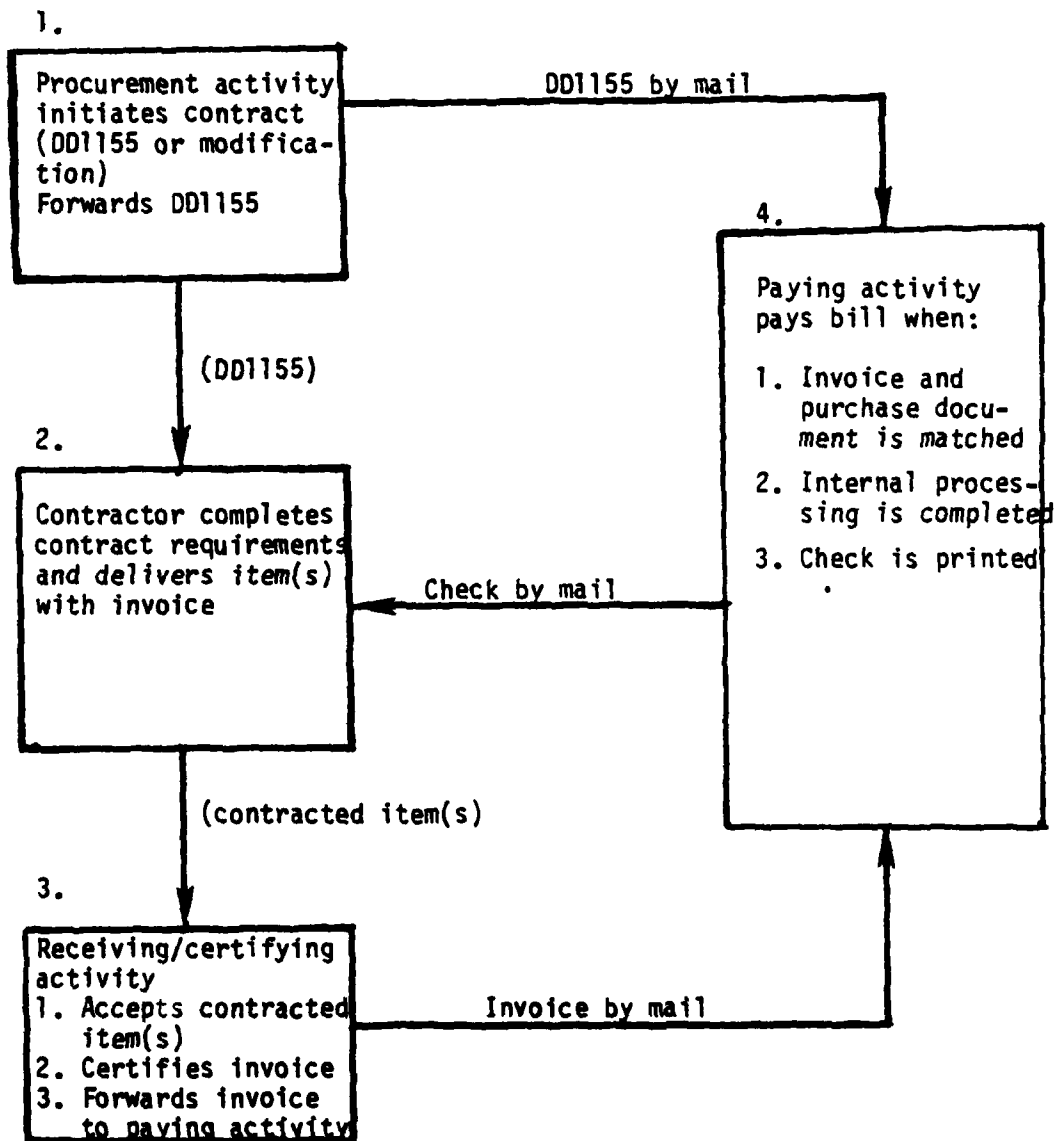 1.
Procurement activity
initiates contract
(DD1155 or modifica-
tion)
Forwards DD1155
DD1155 by mail
(DD1155)
2.
Contractor completes
contract requirements
and delivers item(s)
with invoice
Check by mail
(contracted item(s)
3.
Receiving/certifying
activity
1. Accepts contracted
item(s)
2. Certifies invoice
3. Forwards invoice
to paying activity
Invoice by mail
4.
Paying activity
pays bill when:
1. Invoice and
purchase docu-
ment is matched
2. Internal proces-
sing is completed
3. Check is printed